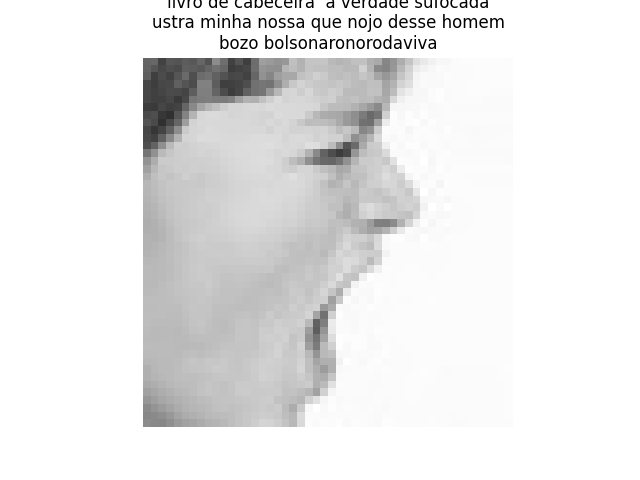 livro de cabeceira  a verdade sufocada
ustra minha nossa que nojo desse homem
bozo bolsonaronorodaviva